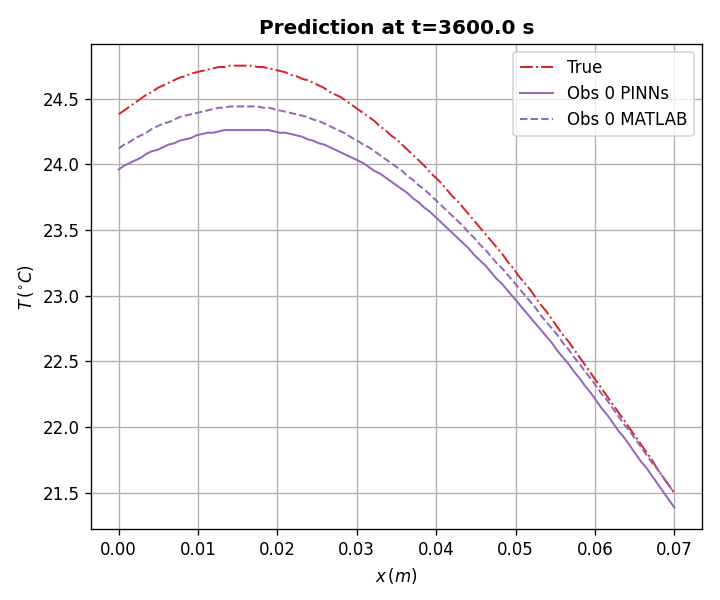 Prediction at t=3600.0 s
True
Obs 0 PINNs
Obs 0 MATLAB
T (°C)
24.5
24.0
23.5
23.0
22.5
22.0
21.5
0.00 0.01 0.02 0.03 0.04 0.05 0.06 0.07
x (m)